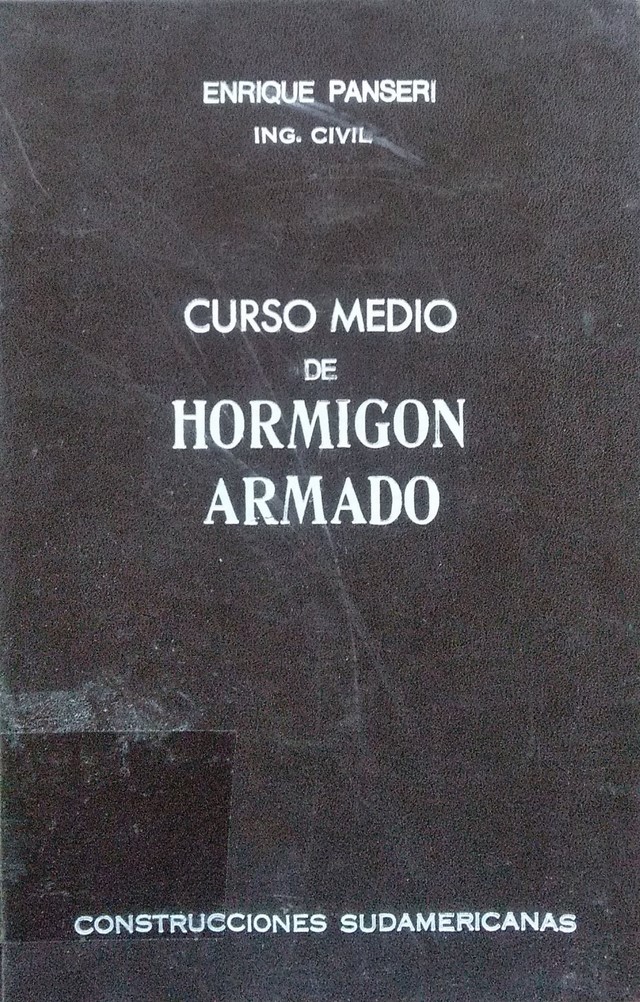 ENRIQUE PANSERI
ING. CIVIL
CURSO MEDIO
DE
HORMIGON
ARMADO
CONSTRUCCIONES SUDAMERICANAS